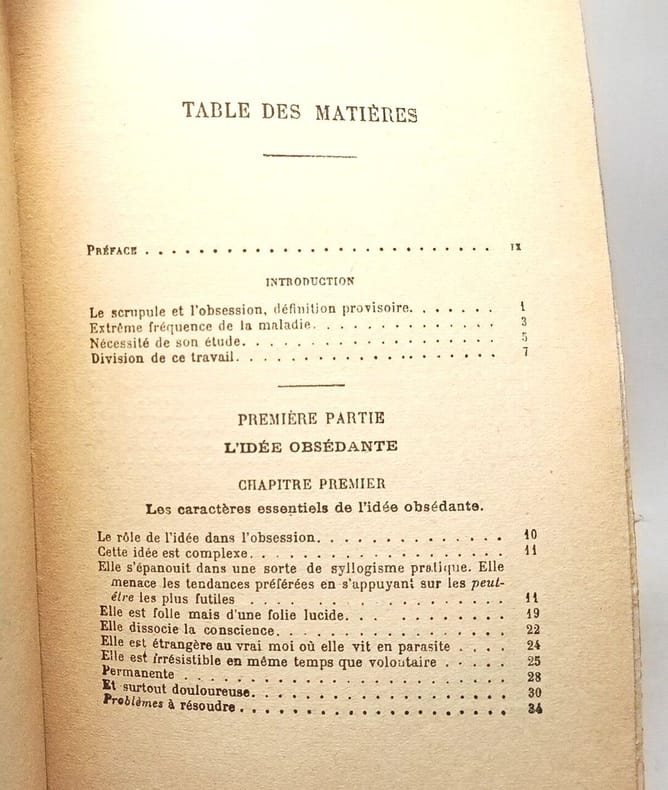 TABLE DES MATIÈRES
PRÉFACE . . . . . . . . . . . . . . . . . . . . . . . . . . . IX
INTRODUCTION
Le scrupule et l'obsession, définition provisoire. . . . . . . 1
Extrême fréquence de la maladie. . . . . . . . . . . . . . . 3
Nécessité de son étude. . . . . . . . . . . . . . . . . . . . 5
Division de ce travail. . . . . . . . . . . . . . . . . . . . 7
PREMIÈRE PARTIE
L'IDÉE OBSÉDANTE
CHAPITRE PREMIER
Les caractères essentiels de l'idée obsédante.
Le rôle de l'idée dans l'obsession. . . . . . . . . . . . . . 10
Cette idée est complexe. . . . . . . . . . . . . . . . . . . 11
Elle s'épanouit dans une sorte de syllogisme pratique. Elle
menace les tendances préférées en s'appuyant sur les peut-
être les plus futiles . . . . . . . . . . . . . . . . . . . . 11
Elle est folle mais d'une folie lucide. . . . . . . . . . . . 19
Elle dissocie la conscience. . . . . . . . . . . . . . . . . 22
Elle est étrangère au vrai moi où elle vit en parasite . . . . 24
Elle est irrésistible en même temps que volontaire . . . . . 25
Permanente . . . . . . . . . . . . . . . . . . . . . . . . . 28
Et surtout douloureuse. . . . . . . . . . . . . . . . . . . . 30
Problèmes à résoudre . . . . . . . . . . . . . . . . . . . . 34